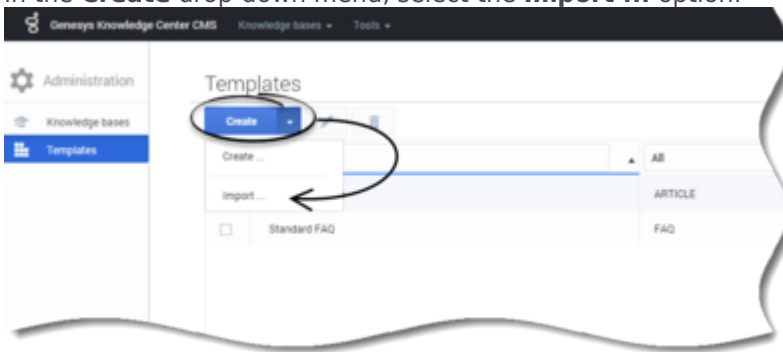 in the Create drop-down menu, select the Import ... option.
Genesys Knowledge Center CMS Knowledge bases Tools
Administration
Templates
Knowledge bases
Create
Templates
Create ...
All
Import ...
ARTICLE
Standard FAQ
FAQ